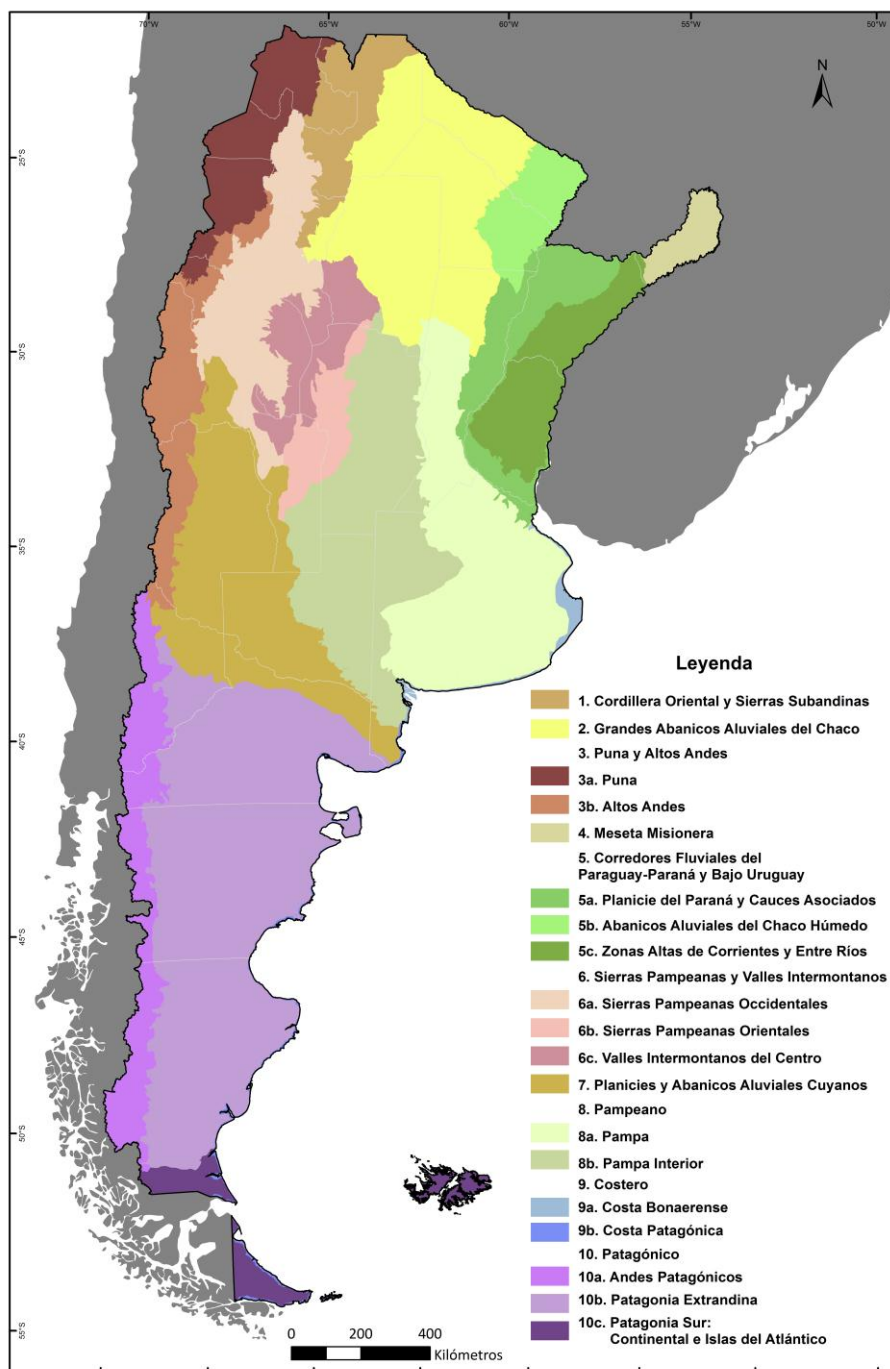 70°W 65°W 60°W 55°W 50°W
N
25°S
30°S
35°S
40°S
45°S
50°S
55°S
Leyenda
1. Cordillera Oriental y Sierras Subandinas
2. Grandes Abanicos Aluviales del Chaco
3. Puna y Altos Andes
3a. Puna
3b. Altos Andes
4. Meseta Misionera
5. Corredores Fluviales del
Paraguay-Paraná y Bajo Uruguay
5a. Planicie del Paraná y Cauces Asociados
5b. Abanicos Aluviales del Chaco Húmedo
5c. Zonas Altas de Corrientes y Entre Ríos
6. Sierras Pampeanas y Valles Intermontanos
6a. Sierras Pampeanas Occidentales
6b. Sierras Pampeanas Orientales
6c. Valles Intermontanos del Centro
7. Planicies y Abanicos Aluviales Cuyanos
8. Pampeano
8a. Pampa
8b. Pampa Interior
9. Costero
9a. Costa Bonaerense
9b. Costa Patagónica
10. Patagónico
10a. Andes Patagónicos
10b. Patagonia Extrandina
10c. Patagonia Sur:
Continental e Islas del Atlántico
0 200 400
Kilómetros